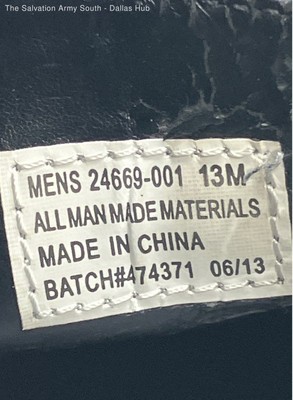 The Salvation Army South - Dallas Hub
MENS 24669-001 13M
ALL MAN MADE MATERIALS
MADE IN CHINA
BATCH#474371 06/13